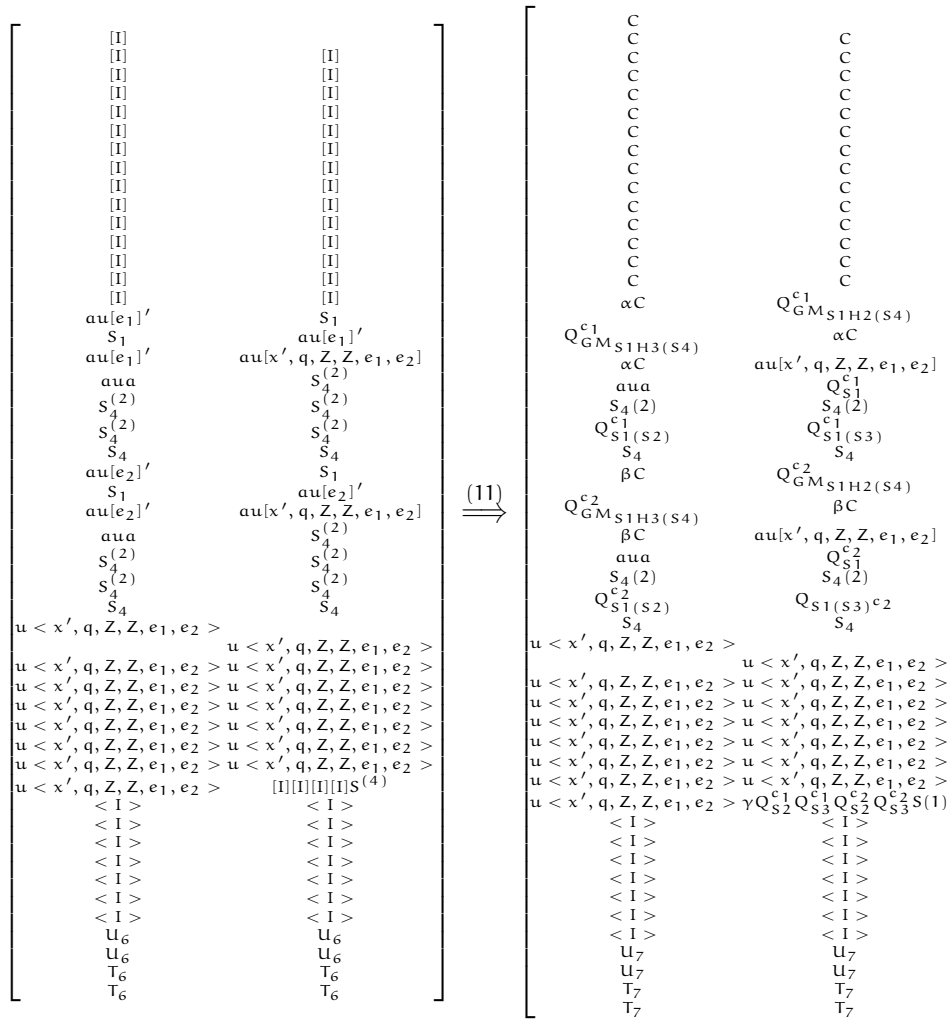 [I]
[I] [I]
[I] [I]
[I] [I]
[I] [I]
[I] [I]
[I] [I]
[I] [I]
[I] [I]
[I] [I]
[I] [I]
[I] [I]
[I] [I]
[I] [I]
[I] [I]
au[e₁]′ S₁
S₁ au[e₁]′
au[e₁]′ au[x′, q, Z, Z, e₁, e₂]
aua S₄^(2)
S₄^(2) S₄^(2)
S₄^(2) S₄^(2)
S₄ S₄
au[e₂]′ S₁
S₁ au[e₂]′
au[e₂]′ au[x′, q, Z, Z, e₁, e₂]
aua S₄^(2)
S₄^(2) S₄^(2)
S₄^(2) S₄^(2)
S₄ S₄
u < x′, q, Z, Z, e₁, e₂ >
u < x′, q, Z, Z, e₁, e₂ >
u < x′, q, Z, Z, e₁, e₂ > u < x′, q, Z, Z, e₁, e₂ >
u < x′, q, Z, Z, e₁, e₂ > u < x′, q, Z, Z, e₁, e₂ >
u < x′, q, Z, Z, e₁, e₂ > u < x′, q, Z, Z, e₁, e₂ >
u < x′, q, Z, Z, e₁, e₂ > u < x′, q, Z, Z, e₁, e₂ >
u < x′, q, Z, Z, e₁, e₂ > u < x′, q, Z, Z, e₁, e₂ >
u < x′, q, Z, Z, e₁, e₂ > u < x′, q, Z, Z, e₁, e₂ >
u < x′, q, Z, Z, e₁, e₂ > [I][I][I][I]S^(4)
< I > < I >
< I > < I >
< I > < I >
< I > < I >
< I > < I >
< I > < I >
< I > < I >
U₆ U₆
U₆ U₆
T₆ T₆
T₆ T₆
(11) ⟹
C
C C
C C
C C
C C
C C
C C
C C
C C
C C
C C
C C
C C
C C
C C
αC Q^{c1}_{GM_{S1H2(S4)}}
Q^{c1}_{GM_{S1H3(S4)}} αC
αC au[x′, q, Z, Z, e₁, e₂]
aua Q^{c1}_{S1}
S₄(2) S₄(2)
Q^{c1}_{S1(S2)} Q^{c1}_{S1(S3)}
S₄ S₄
βC Q^{c2}_{GM_{S1H2(S4)}}
Q^{c2}_{GM_{S1H3(S4)}} βC
βC au[x′, q, Z, Z, e₁, e₂]
aua Q^{c2}_{S1}
S₄(2) S₄(2)
Q^{c2}_{S1(S2)} Q_{S1(S3)^{c2}}
S₄ S₄
u < x′, q, Z, Z, e₁, e₂ >
u < x′, q, Z, Z, e₁, e₂ >
u < x′, q, Z, Z, e₁, e₂ > u < x′, q, Z, Z, e₁, e₂ >
u < x′, q, Z, Z, e₁, e₂ > u < x′, q, Z, Z, e₁, e₂ >
u < x′, q, Z, Z, e₁, e₂ > u < x′, q, Z, Z, e₁, e₂ >
u < x′, q, Z, Z, e₁, e₂ > u < x′, q, Z, Z, e₁, e₂ >
u < x′, q, Z, Z, e₁, e₂ > u < x′, q, Z, Z, e₁, e₂ >
u < x′, q, Z, Z, e₁, e₂ > u < x′, q, Z, Z, e₁, e₂ >
u < x′, q, Z, Z, e₁, e₂ > γQ^{c1}_{S2}Q^{c1}_{S3}Q^{c2}_{S2}Q^{c2}_{S3}S(1)
< I > < I >
< I > < I >
< I > < I >
< I > < I >
< I > < I >
< I > < I >
< I > < I >
U₇ U₇
U₇ U₇
T₇ T₇
T₇ T₇